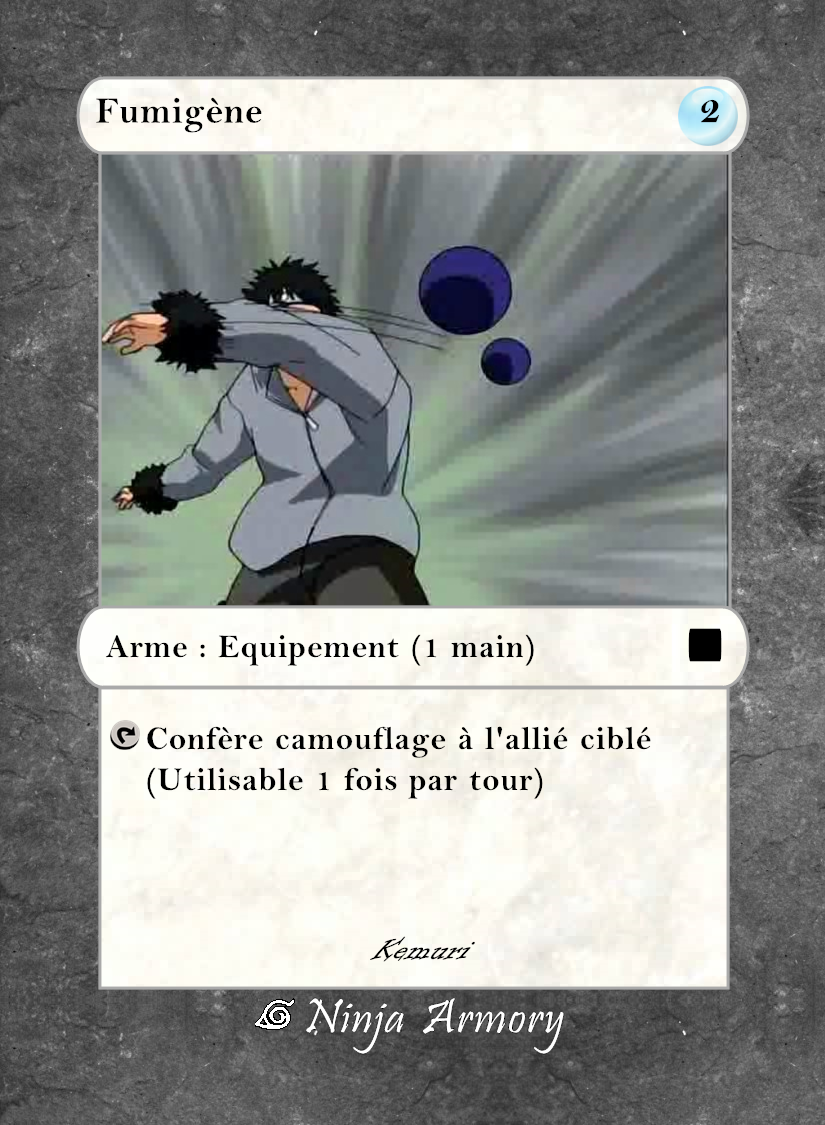 Fumigène
2
Arme : Equipement (1 main)
Confère camouflage à l'allié ciblé
(Utilisable 1 fois par tour)
Kemuri
Ninja Armory